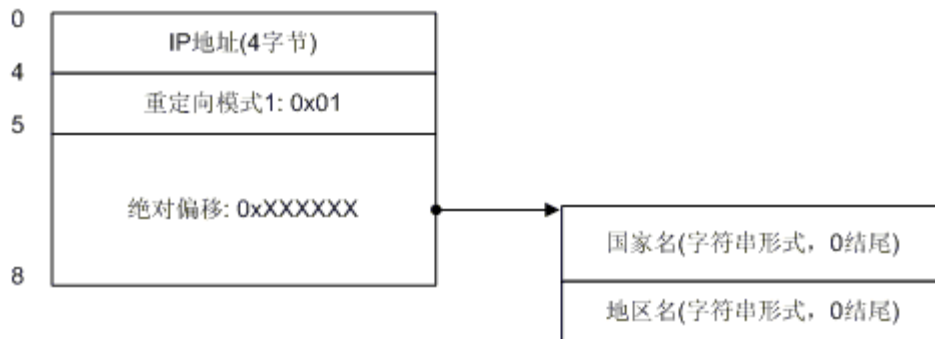 0
IP地址(4字节)
4
重定向模式1: 0x01
5
绝对偏移: 0xXXXXXX
8
国家名(字符串形式，0结尾)
地区名(字符串形式，0结尾)